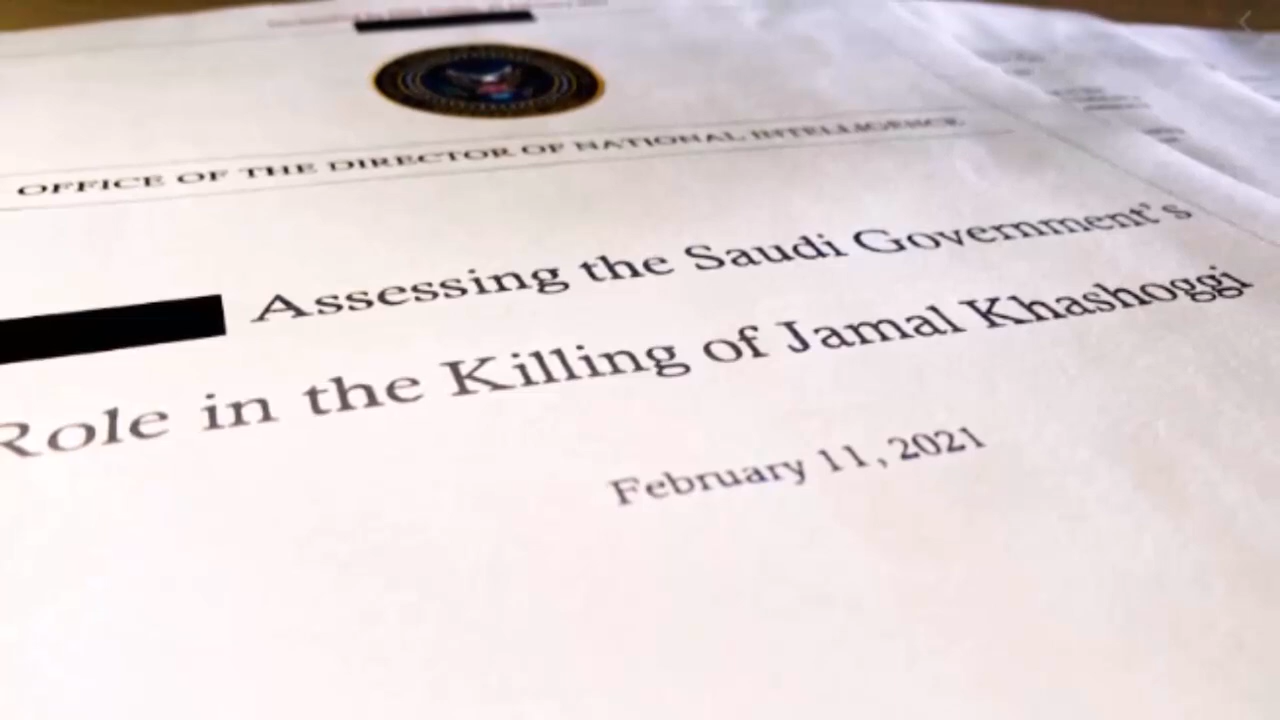 OFFICE OF THE DIRECTOR OF NATIONAL INTELLIGENCE
Assessing the Saudi Government's
Role in the Killing of Jamal Khashoggi
February 11, 2021